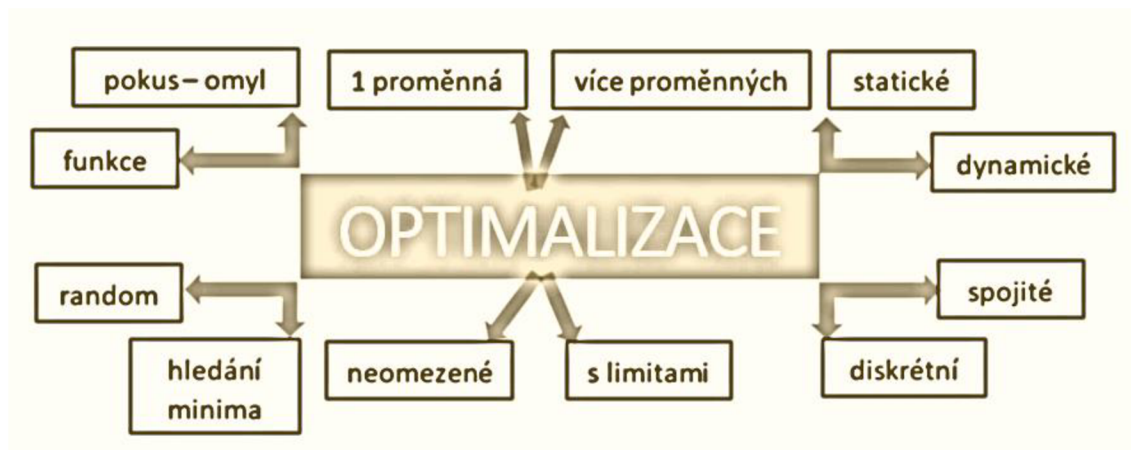 pokus – omyl
1 proměnná
více proměnných
statické
funkce
dynamické
OPTIMALIZACE
random
spojité
hledání
minima
neomezené
s limitami
diskrétní